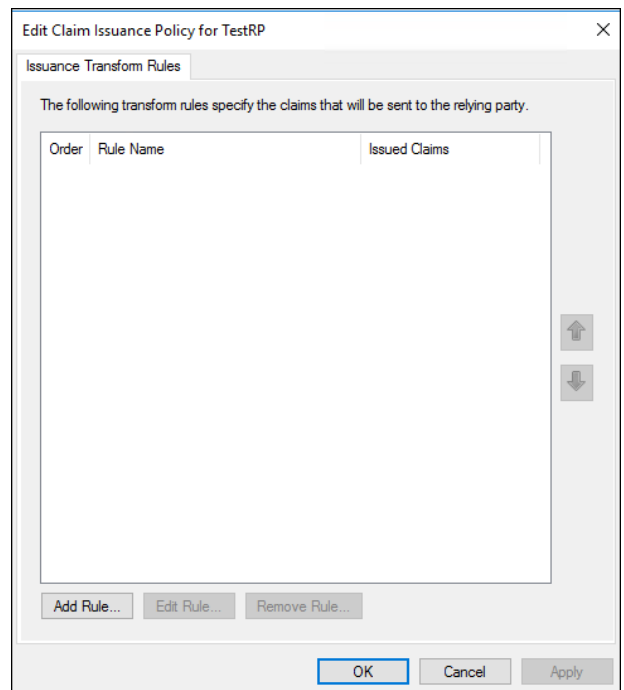 Edit Claim Issuance Policy for TestRP
Issuance Transform Rules
The following transform rules specify the claims that will be sent to the relying party.
Order Rule Name Issued Claims
Add Rule... Edit Rule... Remove Rule...
OK Cancel Apply